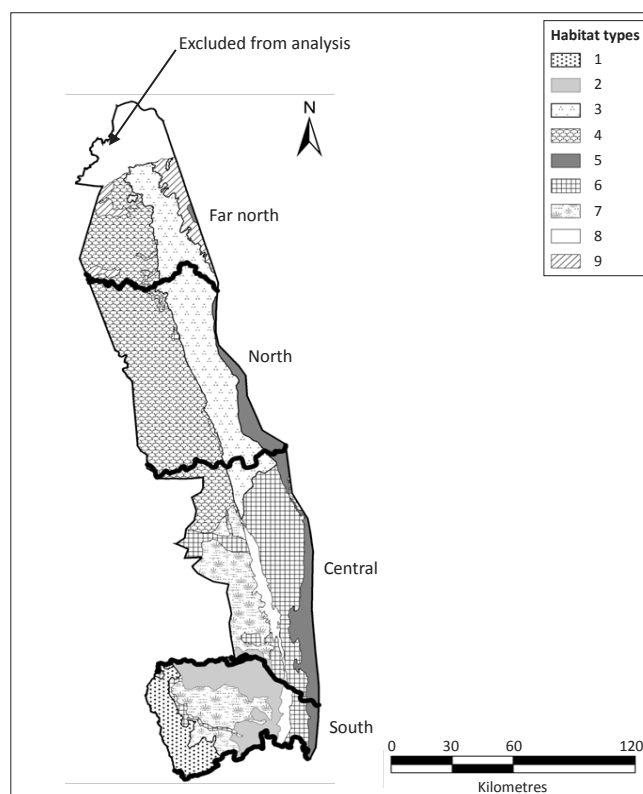 Excluded from analysis
Habitat types
1
2
3
4
5
6
7
8
9
N
Far north
North
Central
South
0 30 60 120
Kilometres